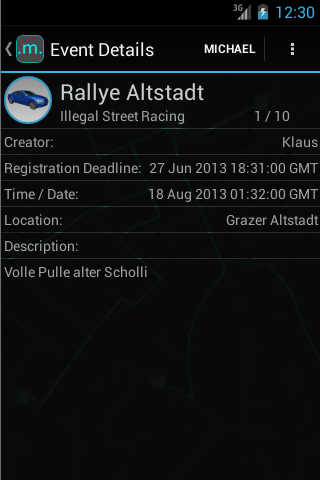 3G 12:30
.m. Event Details MICHAEL
Rallye Altstadt
Illegal Street Racing 1 / 10
Creator: Klaus
Registration Deadline: 27 Jun 2013 18:31:00 GMT
Time / Date: 18 Aug 2013 01:32:00 GMT
Location: Grazer Altstadt
Description:
Volle Pulle alter Scholli